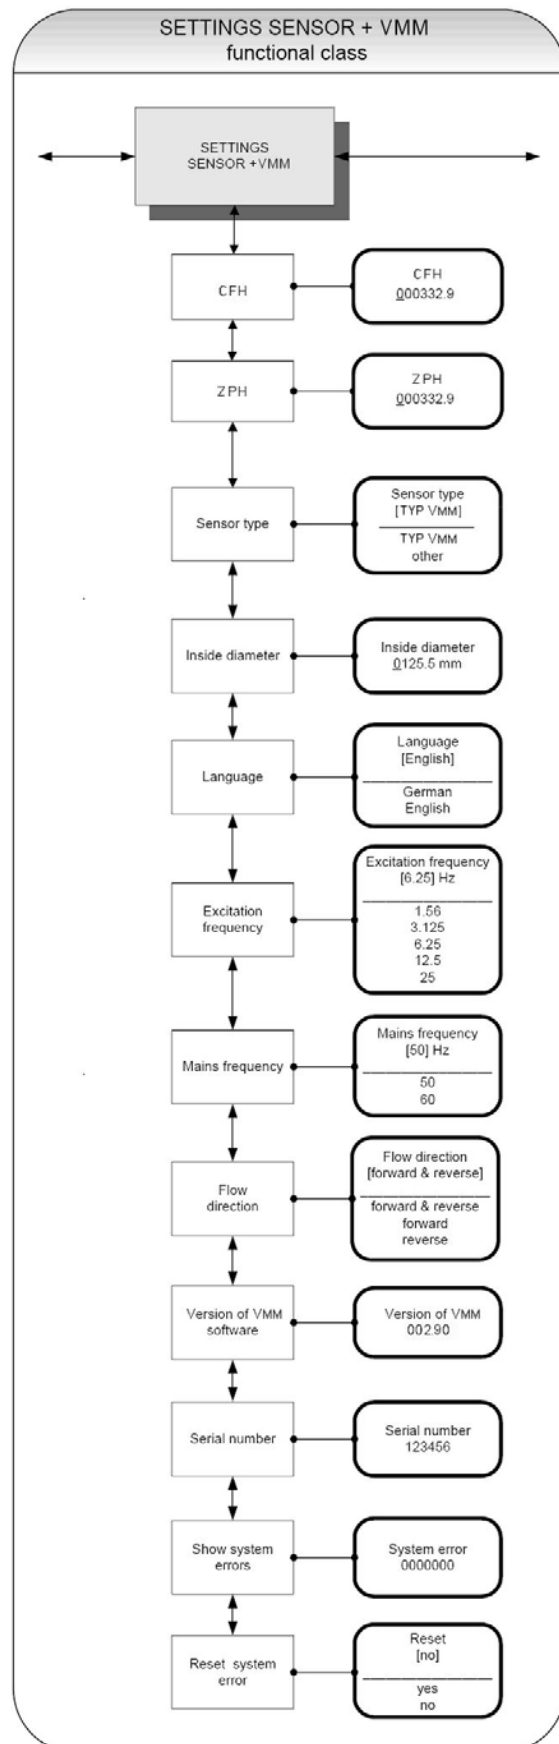 SETTINGS SENSOR + VMM
functional class
SETTINGS
SENSOR +VMM
CFH
CFH
000332.9
ZPH
ZPH
000332.9
Sensor type
Sensor type
[TYP VMM]
TYP VMM
other
Inside diameter
Inside diameter
0125.5 mm
Language
Language
[English]
German
English
Excitation
frequency
Excitation frequency
[6.25] Hz
1.56
3.125
6.25
12.5
25
Mains frequency
Mains frequency
[50] Hz
50
60
Flow
direction
Flow direction
[forward & reverse]
forward & reverse
forward
reverse
Version of VMM
software
Version of VMM
002.90
Serial number
Serial number
123456
Show system
errors
System error
0000000
Reset system
error
Reset
[no]
yes
no